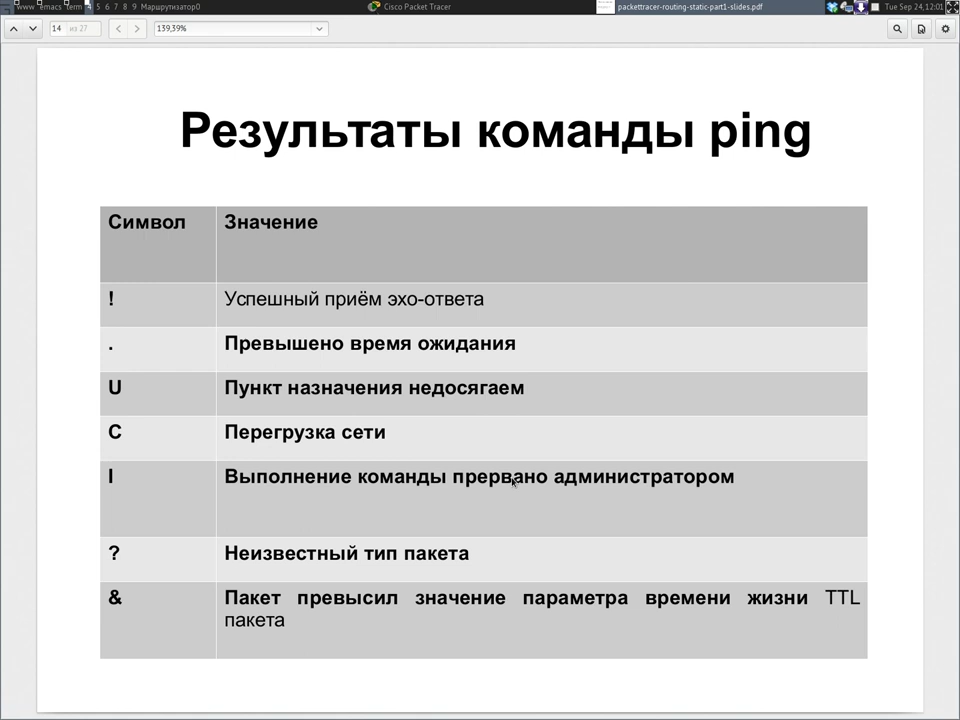 www emacs term 4 5 6 7 8 9 Маршрутизатор0 Cisco Packet Tracer packettracer-routing-static-part1-slides.pdf Tue Sep 24, 12:01
14 из 27 139,39%
Результаты команды ping
Символ Значение
! Успешный приём эхо-ответа
. Превышено время ожидания
U Пункт назначения недосягаем
C Перегрузка сети
I Выполнение команды прервано администратором
? Неизвестный тип пакета
& Пакет превысил значение параметра времени жизни TTL
пакета